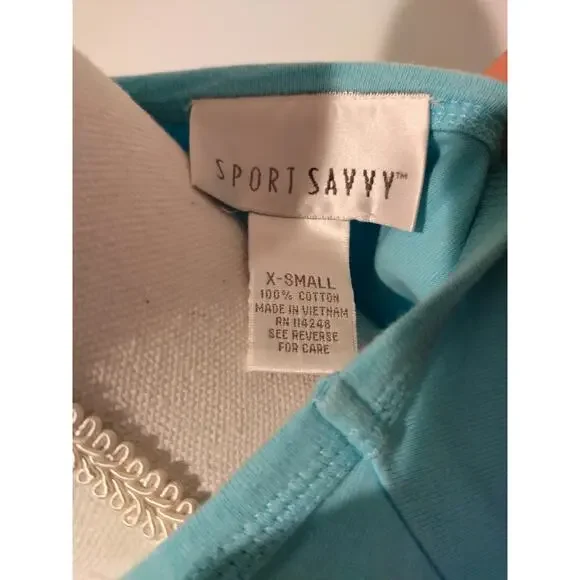 SPORT SAVVY™
X-SMALL
100% COTTON
MADE IN VIETNAM
RN 114248
SEE REVERSE
FOR CARE